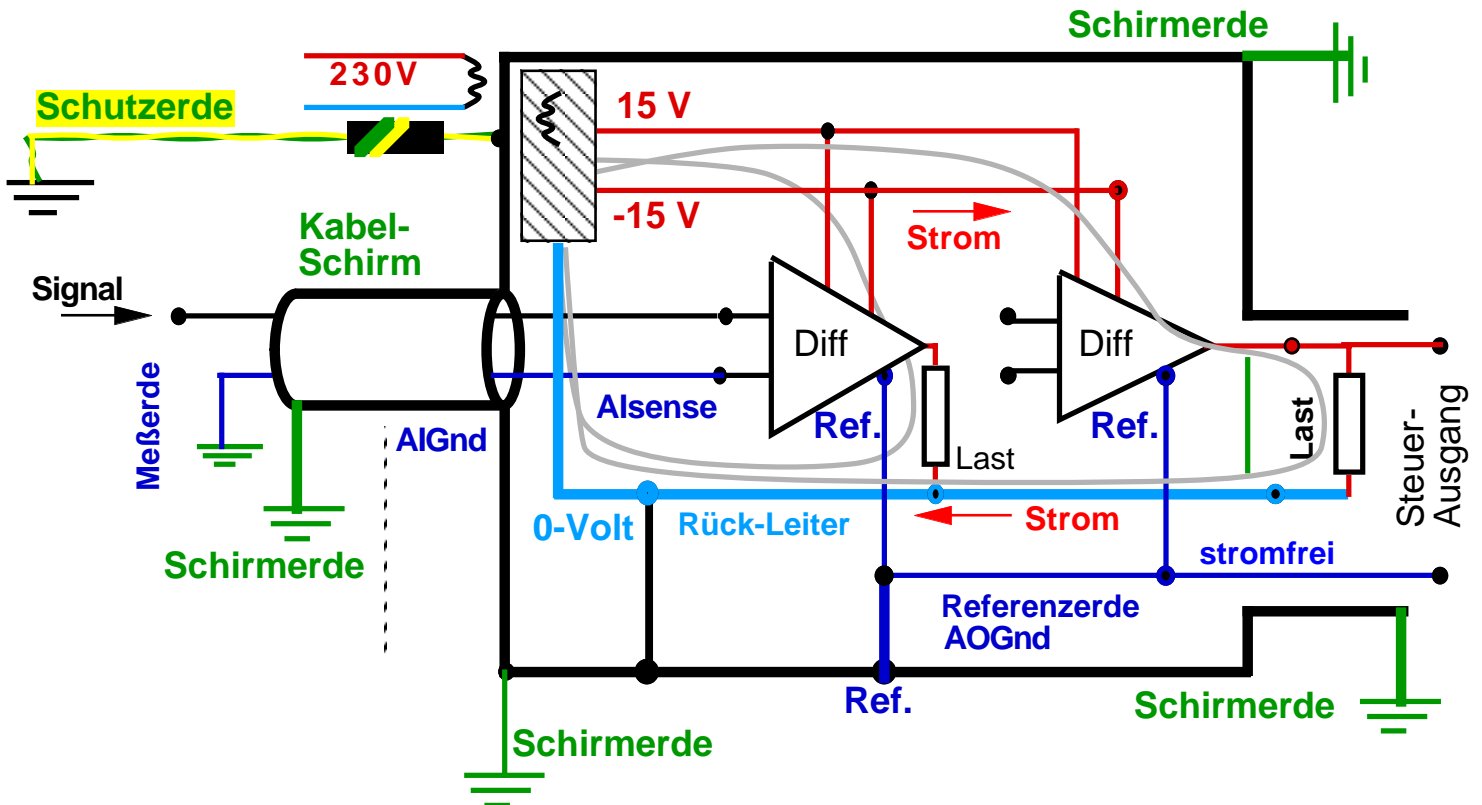 Schirmerde
230V
Schutzerde
15 V
-15 V
Strom
Kabel-
Schirm
Signal
Diff
Diff
Meßerde
AIsense
AIGnd
Ref.
Ref.
Last
Last
Steuer-
Ausgang
0-Volt
Rück-Leiter
Strom
Schirmerde
stromfrei
Referenzerde
AOGnd
Ref.
Schirmerde
Schirmerde